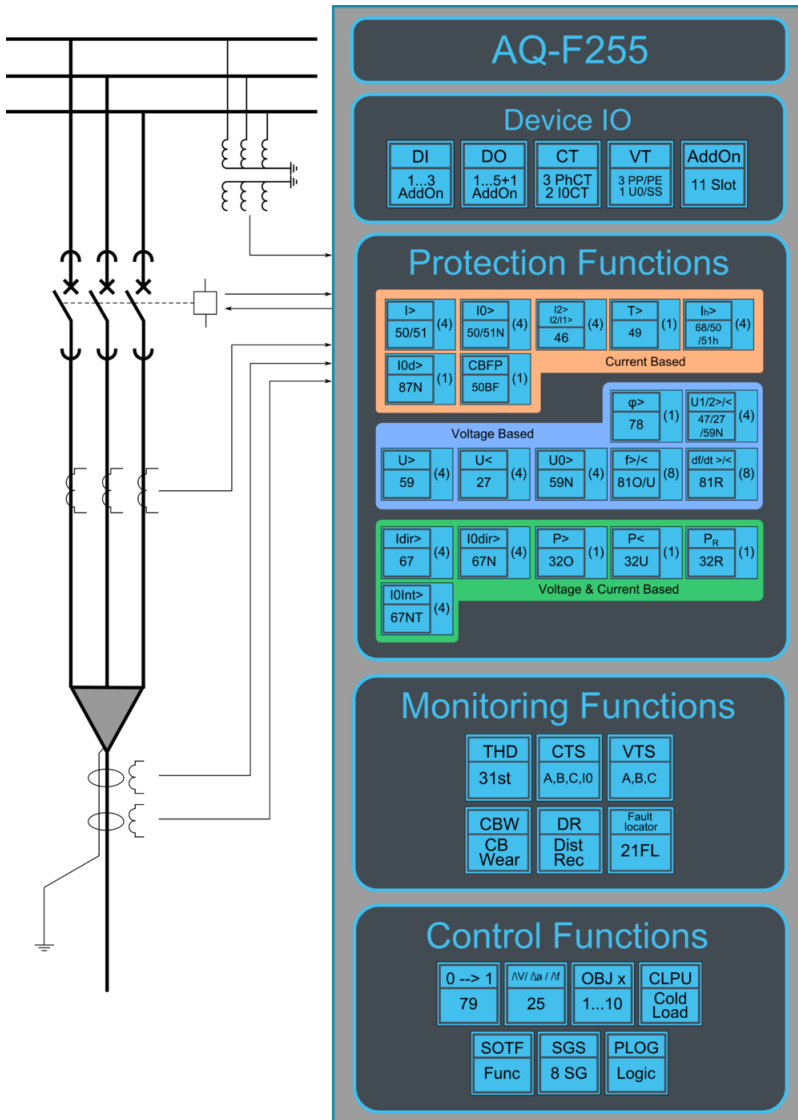 AQ-F255
Device IO
DI
1...3
AddOn
DO
1...5+1
AddOn
CT
3 PhCT
2 I0CT
VT
3 PP/PE
1 U0/SS
AddOn
11 Slot
Protection Functions
I>
50/51
(4)
I0>
50/51N
(4)
I2>
I2/I1>
46
(4)
T>
49
(1)
Ih>
68/50
/51h
(4)
I0d>
87N
(1)
CBFP
50BF
(1)
Current Based
φ>
78
(1)
U1/2>/<
47/27
/59N
(4)
Voltage Based
U>
59
(4)
U<
27
(4)
U0>
59N
(4)
f>/<
81O/U
(8)
df/dt >/<
81R
(8)
Idir>
67
(4)
I0dir>
67N
(4)
P>
32O
(1)
P<
32U
(1)
PR
32R
(1)
I0Int>
67NT
(4)
Voltage & Current Based
Monitoring Functions
THD
31st
CTS
A,B,C,I0
VTS
A,B,C
CBW
CB
Wear
DR
Dist
Rec
Fault
locator
21FL
Control Functions
0 --> 1
79
/\V/ /\a / /\f
25
OBJ x
1...10
CLPU
Cold
Load
SOTF
Func
SGS
8 SG
PLOG
Logic